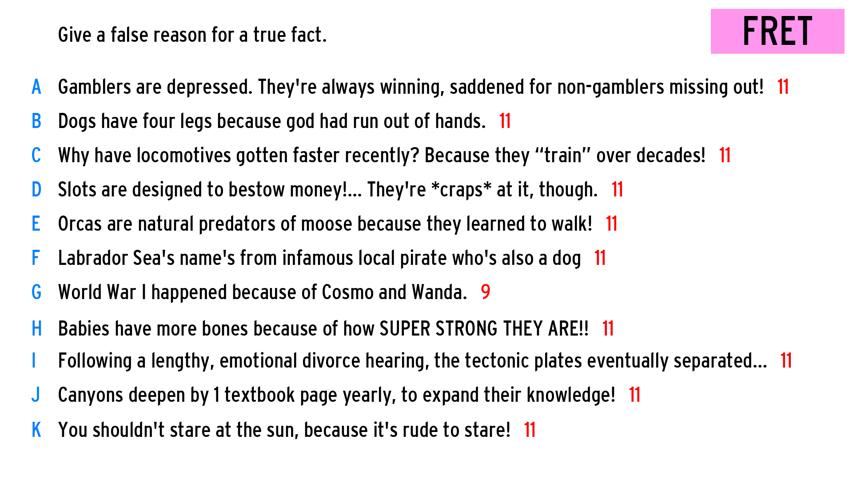 Give a false reason for a true fact.
FRET
A Gamblers are depressed. They're always winning, saddened for non-gamblers missing out! 11
B Dogs have four legs because god had run out of hands. 11
C Why have locomotives gotten faster recently? Because they “train” over decades! 11
D Slots are designed to bestow money!... They're *craps* at it, though. 11
E Orcas are natural predators of moose because they learned to walk! 11
F Labrador Sea's name's from infamous local pirate who's also a dog 11
G World War I happened because of Cosmo and Wanda. 9
H Babies have more bones because of how SUPER STRONG THEY ARE!! 11
I Following a lengthy, emotional divorce hearing, the tectonic plates eventually separated... 11
J Canyons deepen by 1 textbook page yearly, to expand their knowledge! 11
K You shouldn't stare at the sun, because it's rude to stare! 11